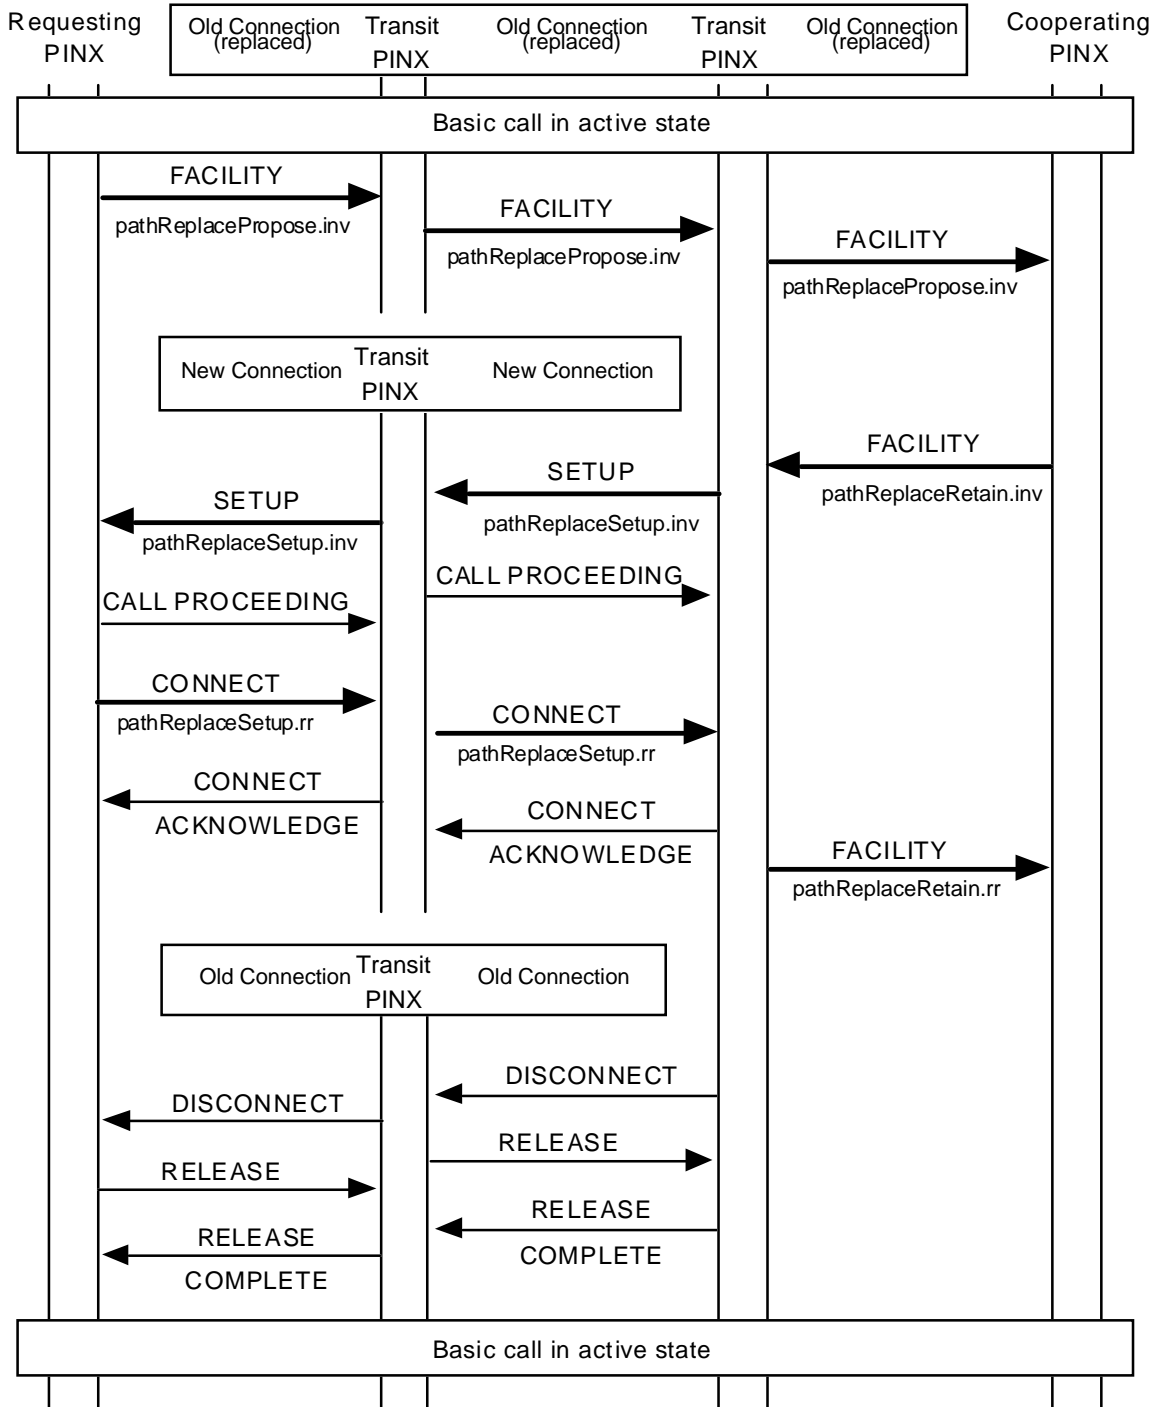 Requesting
PINX
Old Connection
(replaced)
Transit
PINX
Old Connection
(replaced)
Transit
PINX
Old Connection
(replaced)
Cooperating
PINX
Basic call in active state
FACILITY
pathReplacePropose.inv
FACILITY
pathReplacePropose.inv
FACILITY
pathReplacePropose.inv
New Connection
Transit
PINX
New Connection
FACILITY
pathReplaceRetain.inv
SETUP
pathReplaceSetup.inv
SETUP
pathReplaceSetup.inv
CALL PROCEEDING
CALL PROCEEDING
CONNECT
pathReplaceSetup.rr
CONNECT
pathReplaceSetup.rr
CONNECT
ACKNOWLEDGE
CONNECT
ACKNOWLEDGE
FACILITY
pathReplaceRetain.rr
Old Connection
Transit
PINX
Old Connection
DISCONNECT
DISCONNECT
RELEASE
RELEASE
RELEASE
COMPLETE
RELEASE
COMPLETE
Basic call in active state